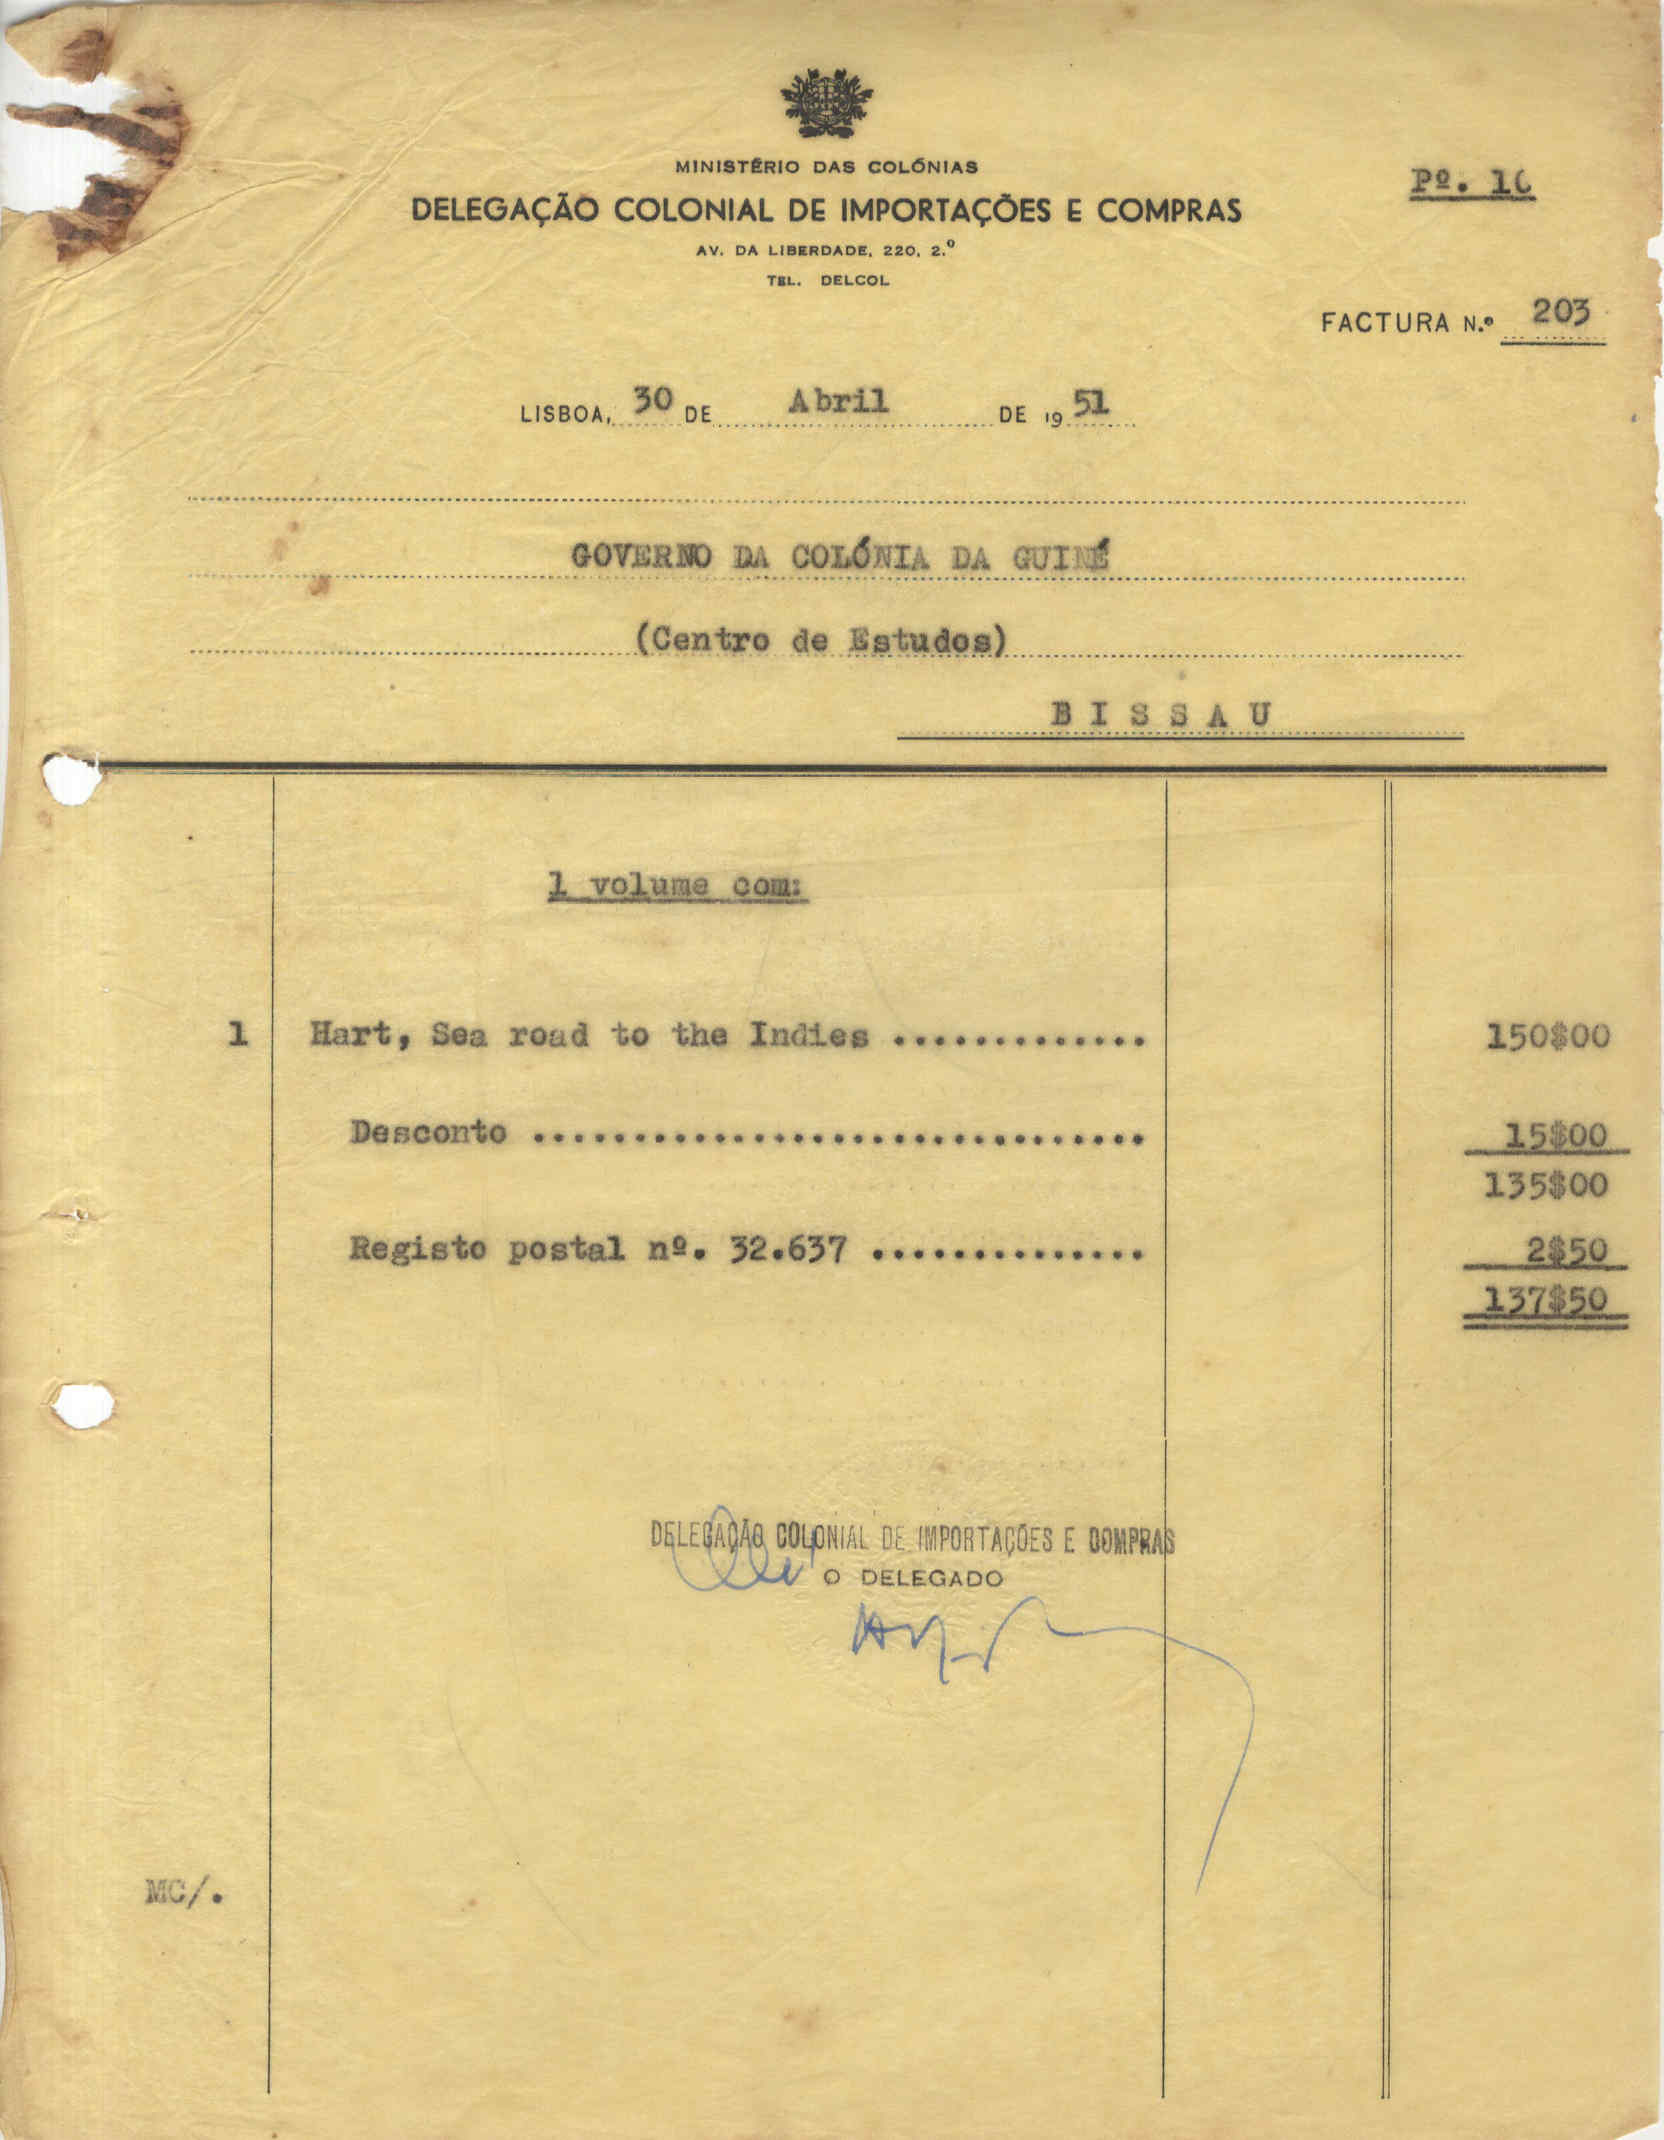 MINISTÉRIO DAS COLÓNIAS
DELEGAÇÃO COLONIAL DE IMPORTAÇÕES E COMPRAS
AV. DA LIBERDADE, 220, 2.º
TEL. DELCOL
Pº.
FACTURA N.º 203
LISBOA, 30 DE Abril DE 1951
GOVERNO DA COLÓNIA DA GUINÉ
(Centro de Estudos)
B I S S A U
1 volume com:
1 Hart, Sea road to the Indies ............. 150$00
Desconto ............................... 15$00
135$00
Registo postal nº. 32.637 .............. 2$50
137$50
DELEGAÇÃO COLONIAL DE IMPORTAÇÕES E COMPRAS
O DELEGADO
MC/.